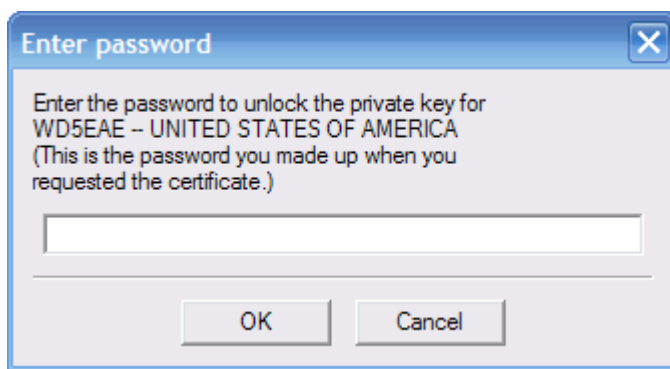 Enter password
Enter the password to unlock the private key for
WD5EAE -- UNITED STATES OF AMERICA
(This is the password you made up when you
requested the certificate.)
OK
Cancel